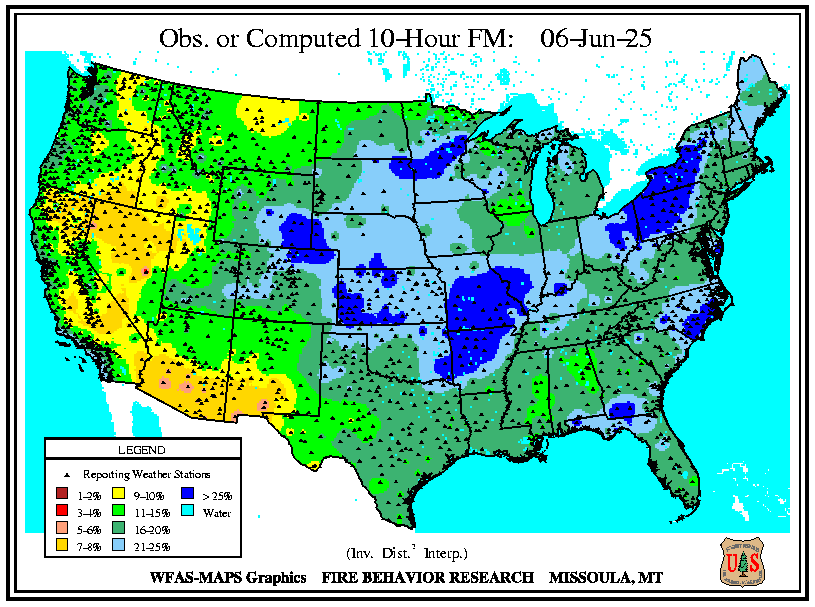 Obs. or Computed 10-Hour FM: 06-Jun-25
LEGEND
Reporting Weather Stations
1-2% 9-10% > 25%
3-4% 11-15% Water
5-6% 16-20%
7-8% 21-25%
(Inv. Dist.² Interp.)
WFAS-MAPS Graphics FIRE BEHAVIOR RESEARCH MISSOULA, MT
U S